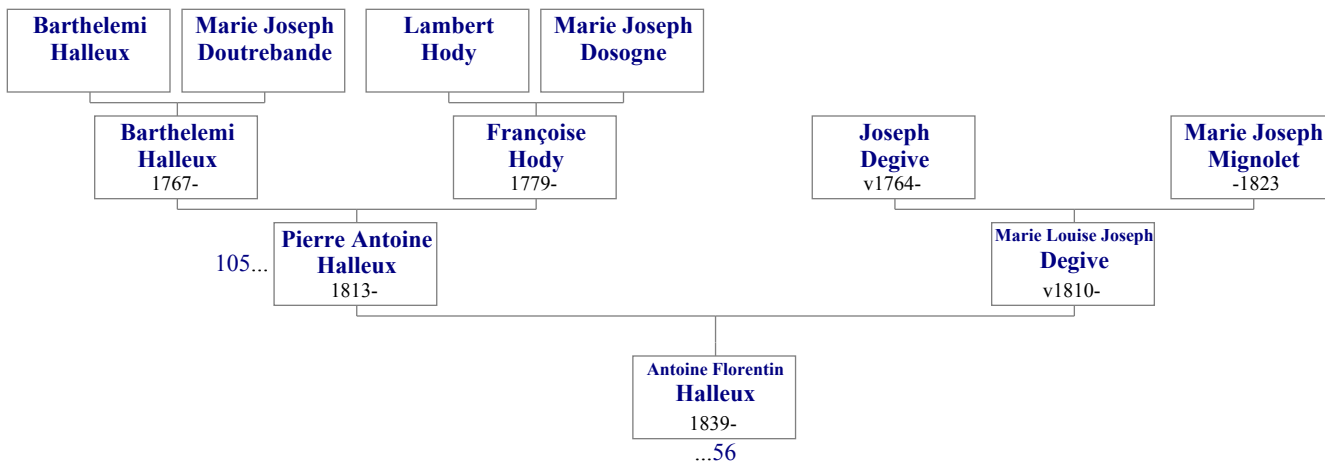 Barthelemi
Halleux
Marie Joseph
Doutrebande
Lambert
Hody
Marie Joseph
Dosogne
Barthelemi
Halleux
1767-
Françoise
Hody
1779-
Joseph
Degive
v1764-
Marie Joseph
Mignolet
-1823
105...
Pierre Antoine
Halleux
1813-
Marie Louise Joseph
Degive
v1810-
Antoine Florentin
Halleux
1839-
...56